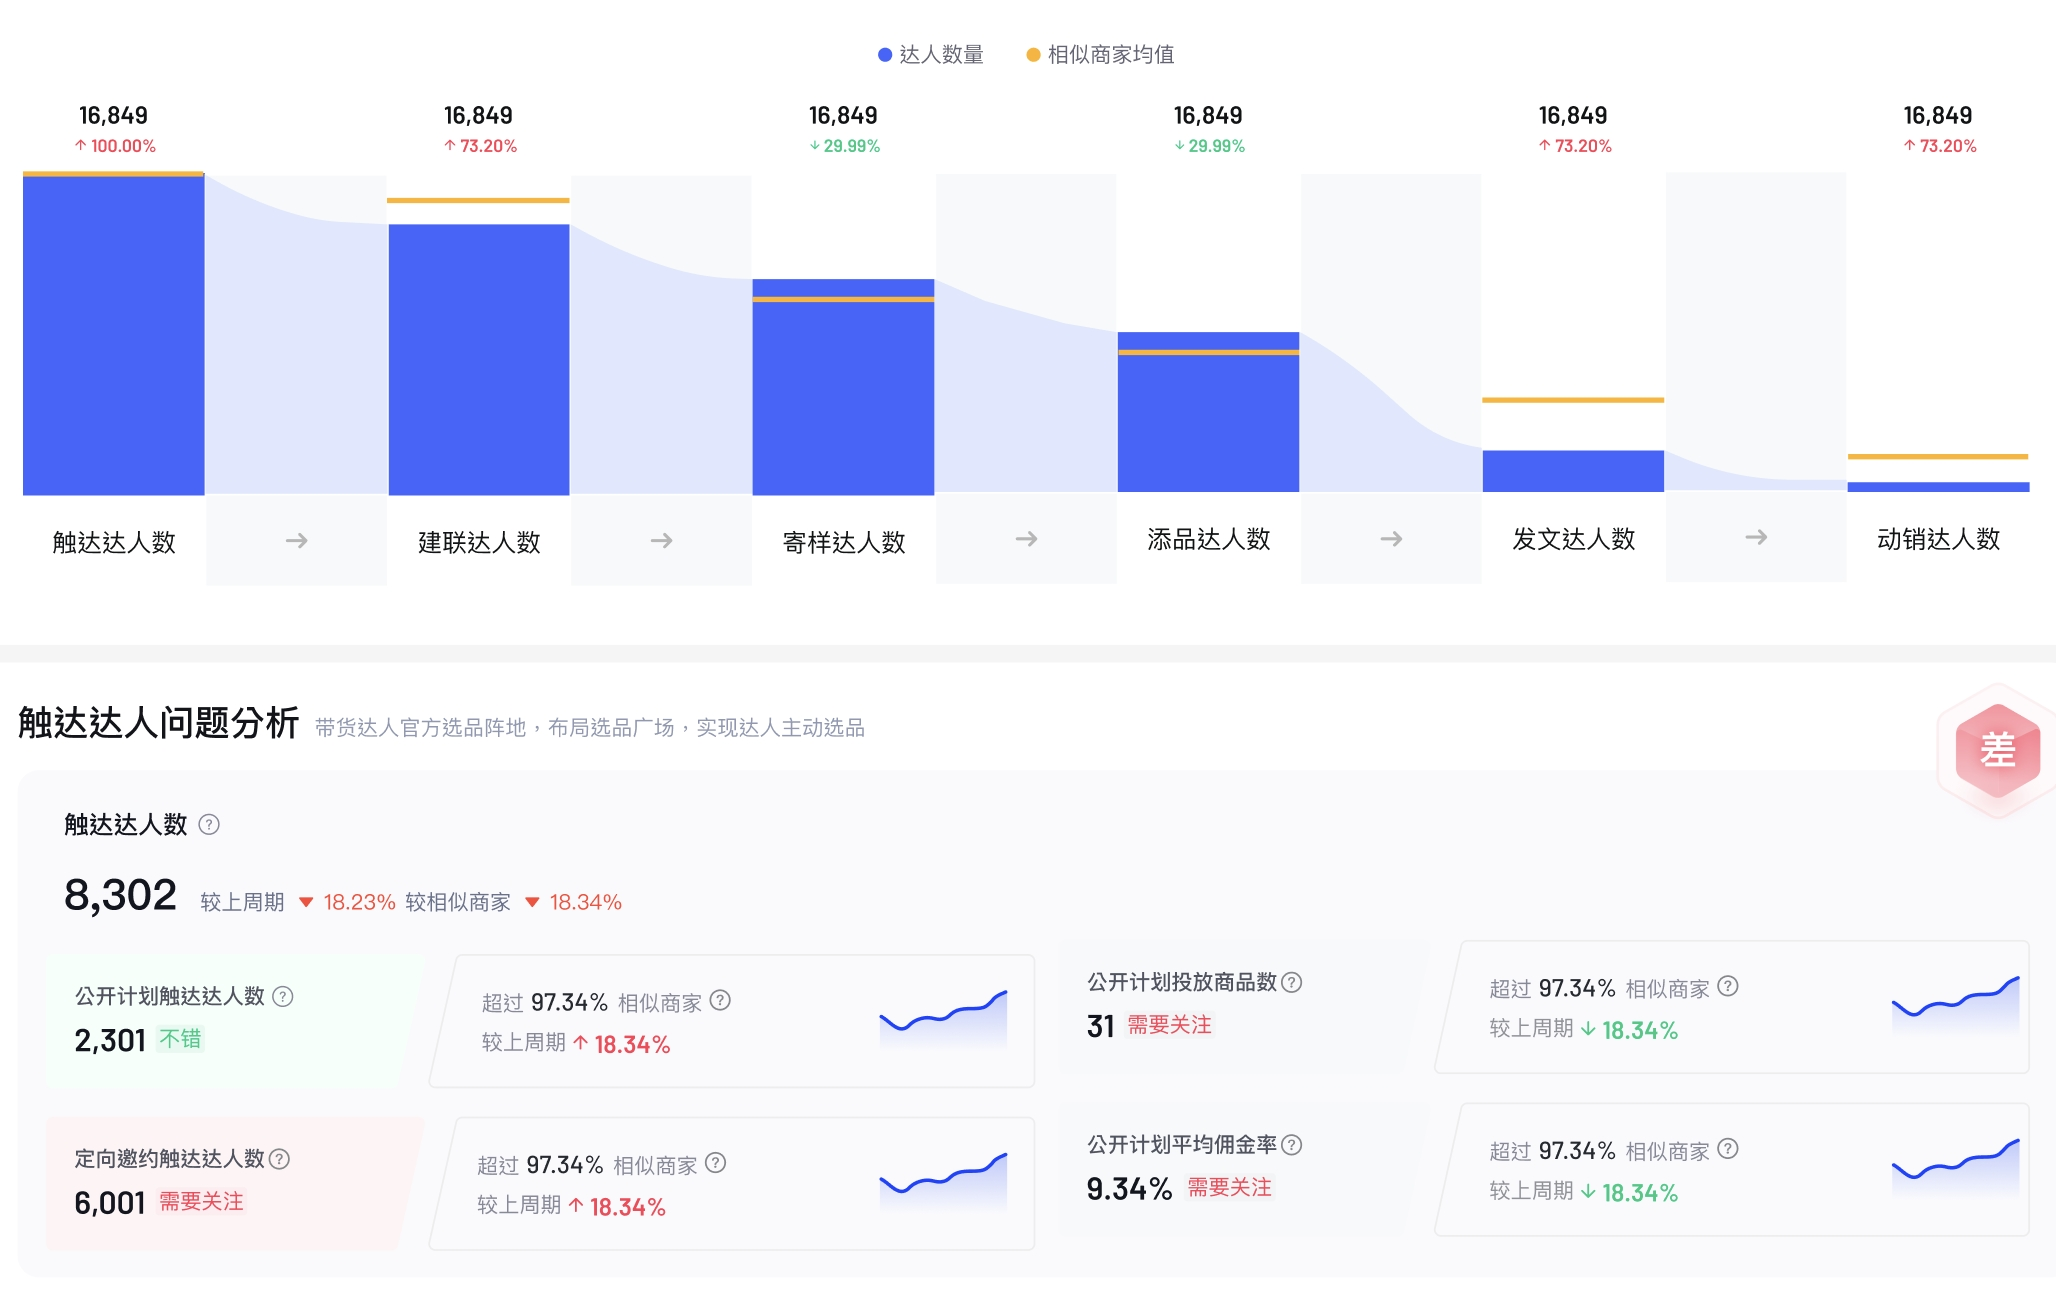 达人数量 相似商家均值
16,849 16,849 16,849 16,849 16,849 16,849
↑ 100.00% ↑ 73.20% ↓ 29.99% ↓ 29.99% ↑ 73.20% ↑ 73.20%
触达达人数 → 建联达人数 → 寄样达人数 → 添品达人数 → 发文达人数 → 动销达人数
触达达人问题分析 带货达人官方选品阵地，布局选品广场，实现达人主动选品
差
触达达人数 ?
8,302 较上周期 ▼ 18.23% 较相似商家 ▼ 18.34%
公开计划触达达人数 ?
2,301 不错
超过 97.34% 相似商家 ?
较上周期 ↑ 18.34%
公开计划投放商品数 ?
31 需要关注
超过 97.34% 相似商家 ?
较上周期 ↓ 18.34%
定向邀约触达达人数 ?
6,001 需要关注
超过 97.34% 相似商家 ?
较上周期 ↑ 18.34%
公开计划平均佣金率 ?
9.34% 需要关注
超过 97.34% 相似商家 ?
较上周期 ↓ 18.34%